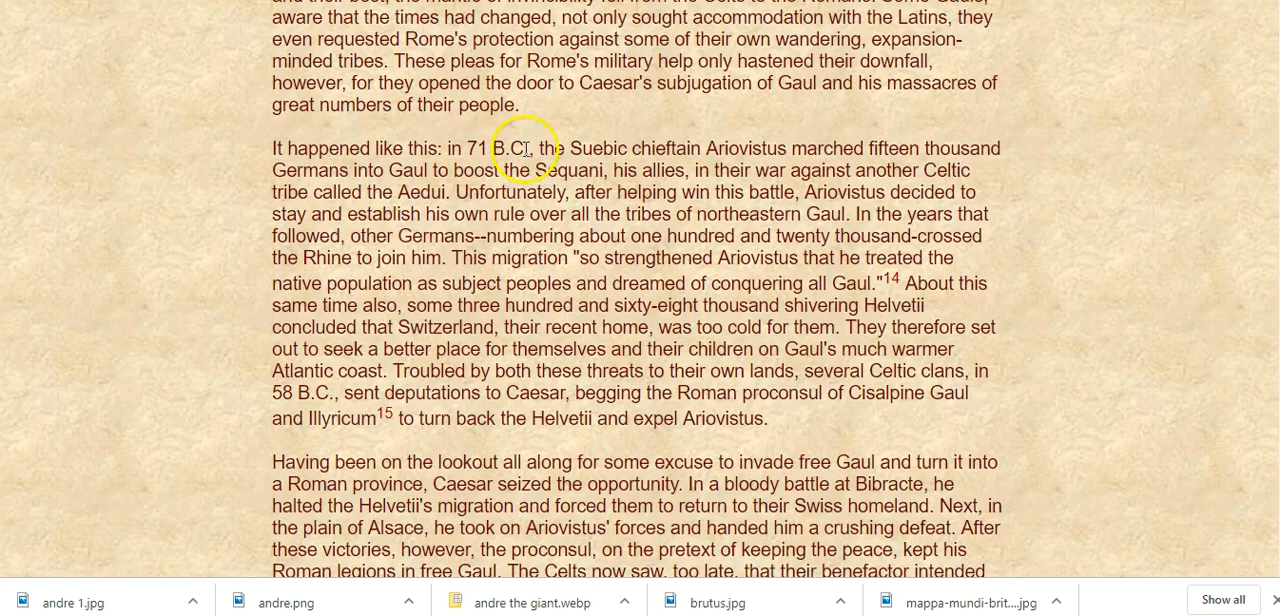 aware that the times had changed, not only sought accommodation with the Latins, they
even requested Rome's protection against some of their own wandering, expansion-
minded tribes. These pleas for Rome's military help only hastened their downfall,
however, for they opened the door to Caesar's subjugation of Gaul and his massacres of
great numbers of their people.
It happened like this: in 71 B.C., the Suebic chieftain Ariovistus marched fifteen thousand
Germans into Gaul to boost the Sequani, his allies, in their war against another Celtic
tribe called the Aedui. Unfortunately, after helping win this battle, Ariovistus decided to
stay and establish his own rule over all the tribes of northeastern Gaul. In the years that
followed, other Germans--numbering about one hundred and twenty thousand-crossed
the Rhine to join him. This migration "so strengthened Ariovistus that he treated the
native population as subject peoples and dreamed of conquering all Gaul."14 About this
same time also, some three hundred and sixty-eight thousand shivering Helvetii
concluded that Switzerland, their recent home, was too cold for them. They therefore set
out to seek a better place for themselves and their children on Gaul's much warmer
Atlantic coast. Troubled by both these threats to their own lands, several Celtic clans, in
58 B.C., sent deputations to Caesar, begging the Roman proconsul of Cisalpine Gaul
and Illyricum15 to turn back the Helvetii and expel Ariovistus.
Having been on the lookout all along for some excuse to invade free Gaul and turn it into
a Roman province, Caesar seized the opportunity. In a bloody battle at Bibracte, he
halted the Helvetii's migration and forced them to return to their Swiss homeland. Next, in
the plain of Alsace, he took on Ariovistus' forces and handed him a crushing defeat. After
these victories, however, the proconsul, on the pretext of keeping the peace, kept his
Roman legions in free Gaul. The Celts now saw, too late, that their benefactor intended
andre 1.jpg
andre.png
andre the giant.webp
brutus.jpg
mappa-mundi-brit....jpg
Show all